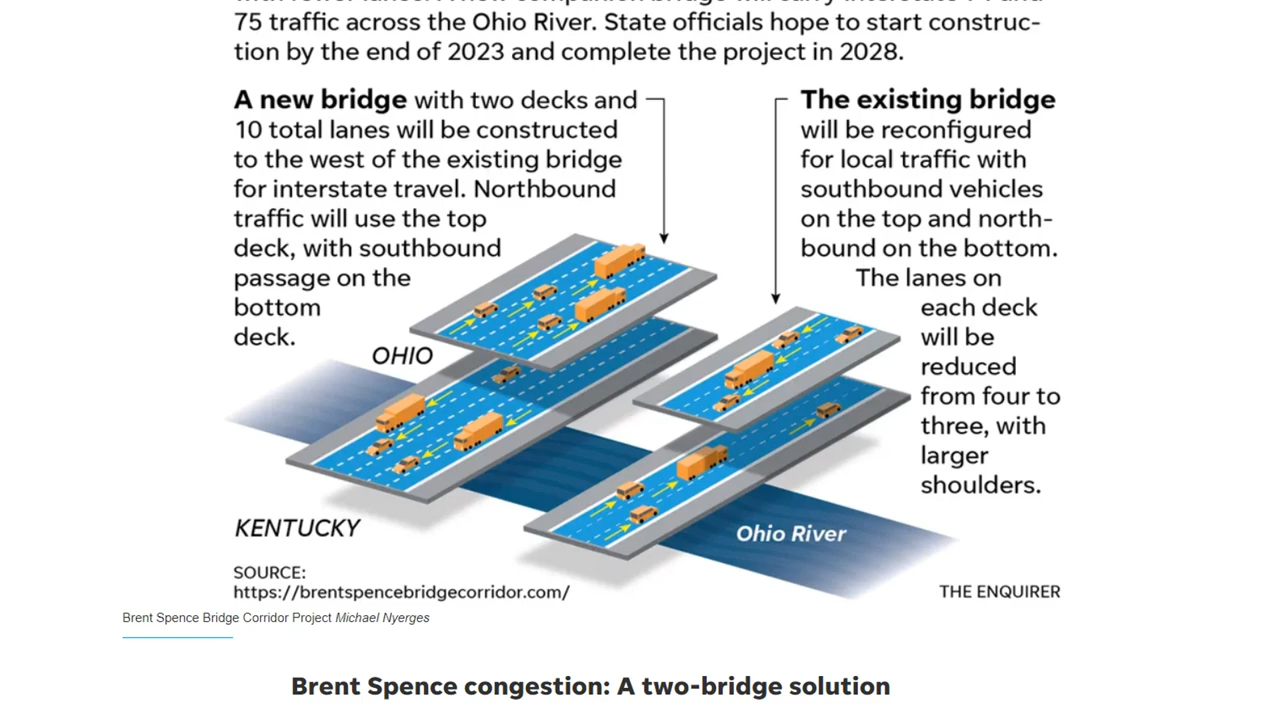 75 traffic across the Ohio River. State officials hope to start construc-
tion by the end of 2023 and complete the project in 2028.
A new bridge with two decks and
10 total lanes will be constructed
to the west of the existing bridge
for interstate travel. Northbound
traffic will use the top
deck, with southbound
passage on the
bottom
deck.
The existing bridge
will be reconfigured
for local traffic with
southbound vehicles
on the top and north-
bound on the bottom.
The lanes on
each deck
will be
reduced
from four to
three, with
larger
shoulders.
OHIO
KENTUCKY
Ohio River
SOURCE:
https://brentspencebridgecorridor.com/
THE ENQUIRER
Brent Spence Bridge Corridor Project Michael Nyerges
Brent Spence congestion: A two-bridge solution